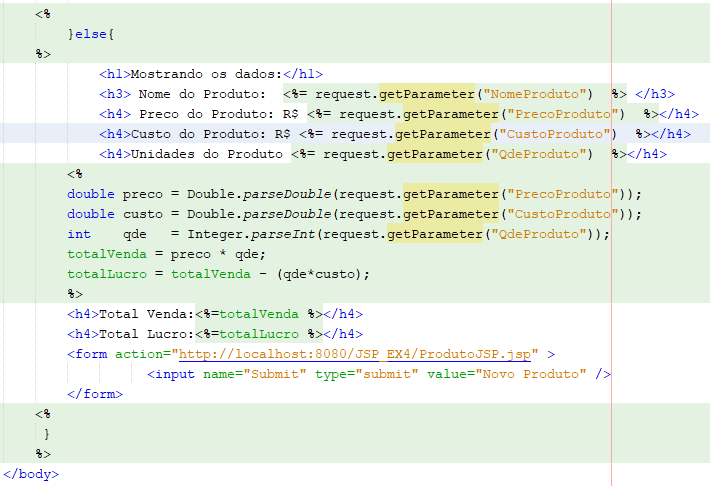 <%
}else{
%>
<h1>Mostrando os dados:</h1>
<h3> Nome do Produto:  <%= request.getParameter("NomeProduto")  %> </h3>
<h4> Preco do Produto: R$ <%= request.getParameter("PrecoProduto")  %></h4>
<h4>Custo do Produto: R$ <%= request.getParameter("CustoProduto")  %></h4>
<h4>Unidades do Produto <%= request.getParameter("QdeProduto")  %></h4>
<%
double preco = Double.parseDouble(request.getParameter("PrecoProduto"));
double custo = Double.parseDouble(request.getParameter("CustoProduto"));
int    qde   = Integer.parseInt(request.getParameter("QdeProduto"));
totalVenda = preco * qde;
totalLucro = totalVenda - (qde*custo);
%>
<h4>Total Venda:<%=totalVenda %></h4>
<h4>Total Lucro:<%=totalLucro %></h4>
<form action="http://localhost:8080/JSP_EX4/ProdutoJSP.jsp" >
<input name="Submit" type="submit" value="Novo Produto" />
</form>
<%
}
%>
</body>